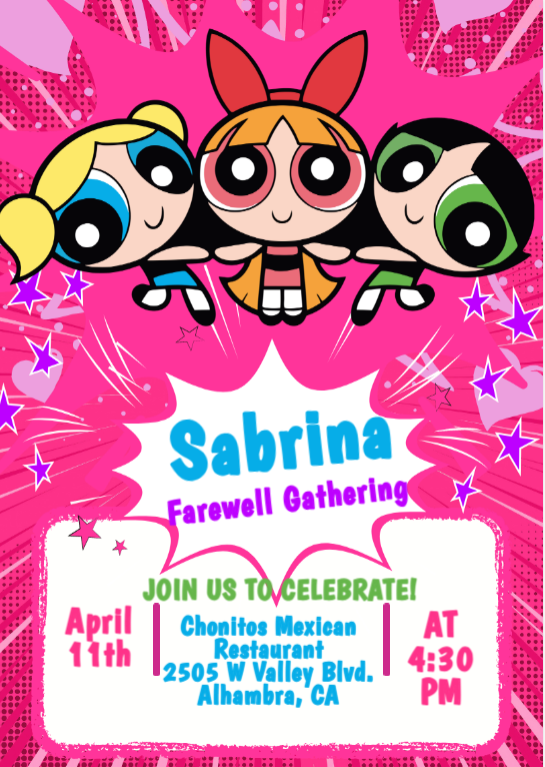 Sabrina
Farewell Gathering
JOIN US TO CELEBRATE!
April
11th
Chonitos Mexican
Restaurant
2505 W Valley Blvd.
Alhambra, CA
AT
4:30
PM